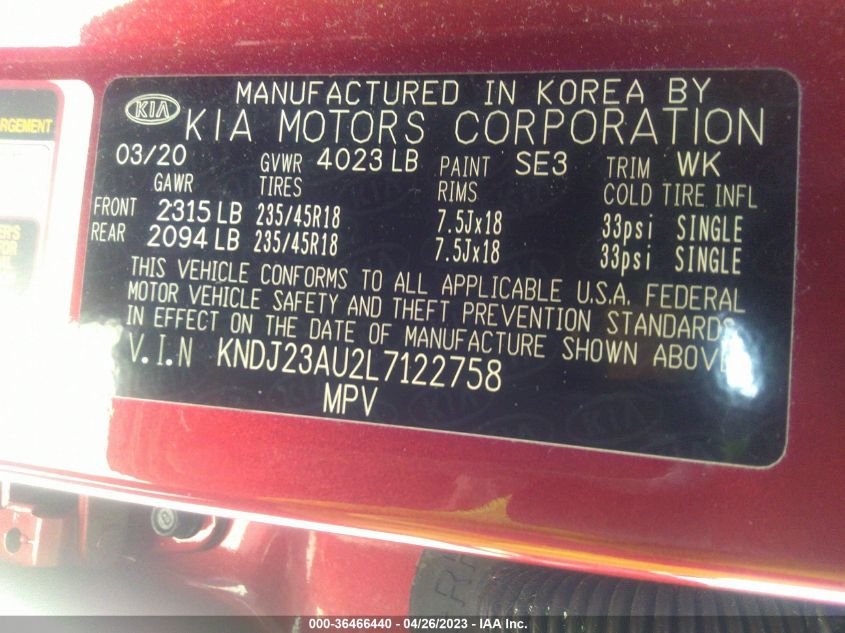 RGEMENT
KIA
MANUFACTURED IN KOREA BY
KIA MOTORS CORPORATION
03/20 GVWR 4023 LB PAINT SE3 TRIM WK
GAWR TIRES RIMS COLD TIRE INFL
FRONT 2315 LB 235/45R18 7.5Jx18 33psi SINGLE
REAR 2094 LB 235/45R18 7.5Jx18 33psi SINGLE
THIS VEHICLE CONFORMS TO ALL APPLICABLE U.S.A. FEDERAL
MOTOR VEHICLE SAFETY AND THEFT PREVENTION STANDARDS
IN EFFECT ON THE DATE OF MANUFACTURE SHOWN ABOVE
V.I.N KNDJ23AU2L7122758
MPV
000-36466440 - 04/26/2023 - IAA Inc.